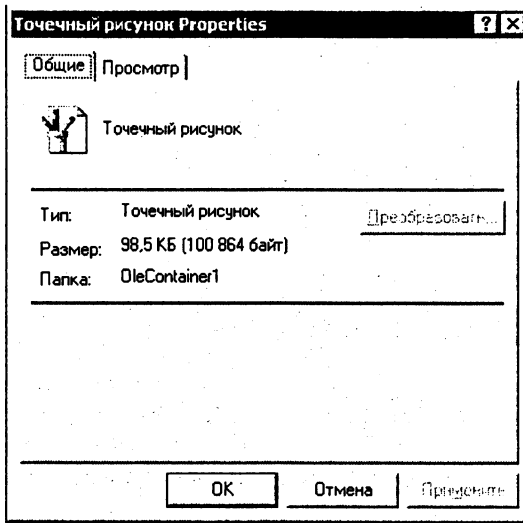 Точечный рисунок Properties
Общие Просмотр
Точечный рисунок
Тип: Точечный рисунок Преобразовать...
Размер: 98,5 КБ (100 864 байт)
Папка: OleContainer1
OK Отмена Применить